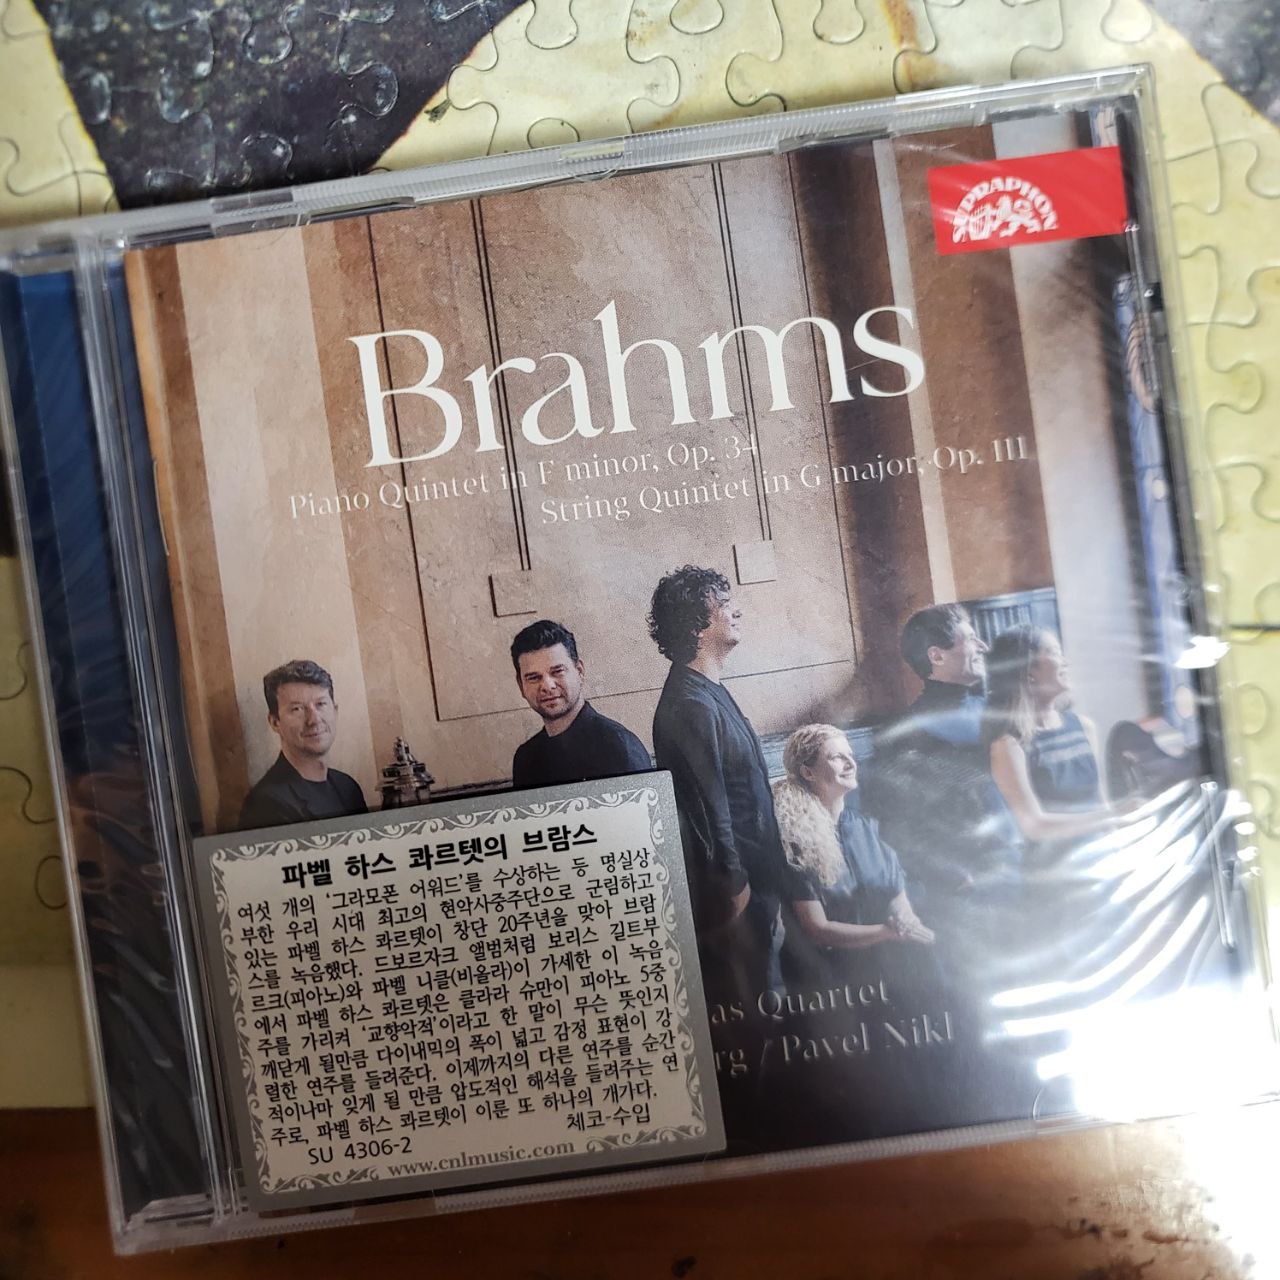 SUPRAPHON
Brahms
Piano Quintet in F minor, Op. 34
String Quintet in G major, Op. 111
as Quartet
rg / Pavel Nikl
파벨 하스 콰르텟의 브람스
여섯 개의 ‘그라모폰 어워드’를 수상하는 등 명실상
부한 우리 시대 최고의 현악사중주단으로 군림하고
있는 파벨 하스 콰르텟이 창단 20주년을 맞아 브람
스를 녹음했다. 드보르자크 앨범처럼 보리스 길트부
르크(피아노)와 파벨 니클(비올라)이 가세한 이 녹음
에서 파벨 하스 콰르텟은 클라라 슈만이 피아노 5중
주를 가리켜 ‘교향악적’이라고 한 말이 무슨 뜻인지
깨닫게 될만큼 다이내믹의 폭이 넓고 감정 표현이 강
렬한 연주를 들려준다. 이제까지의 다른 연주를 순간
적이나마 잊게 될 만큼 압도적인 해석을 들려주는 연
주로, 파벨 하스 콰르텟이 이룬 또 하나의 개가다.
SU 4306-2 체코-수입
www.cnlmusic.com